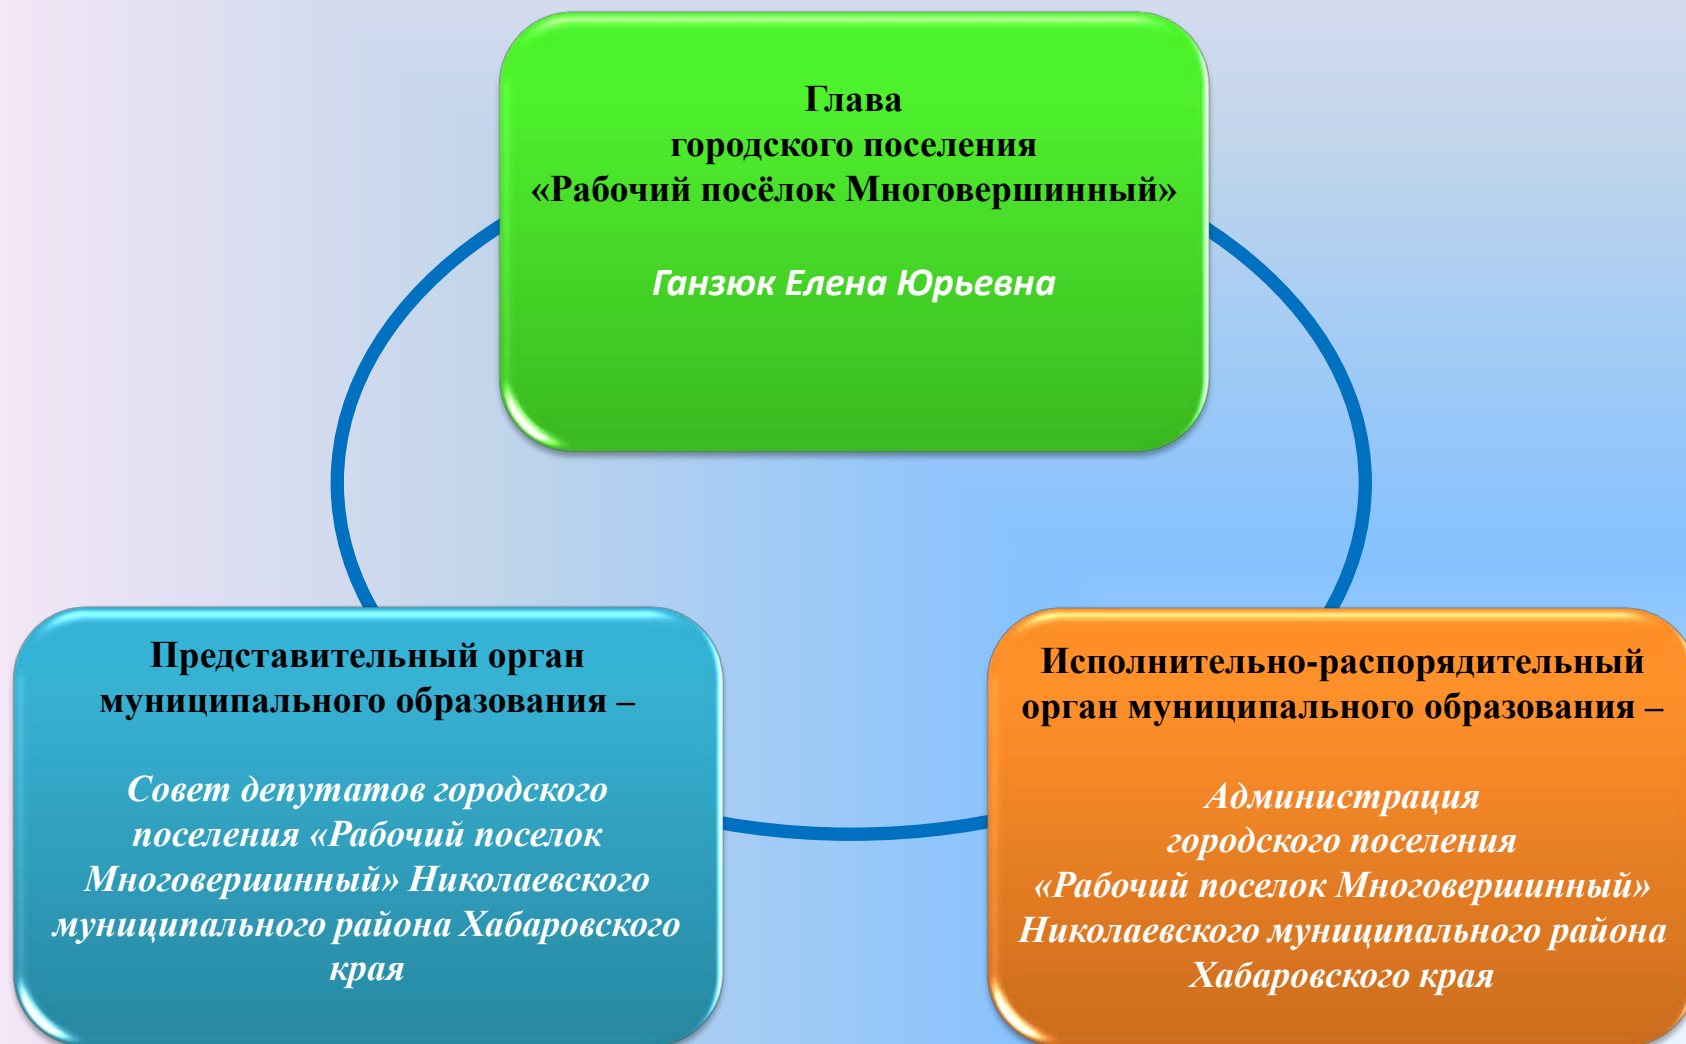 Глава
городского поселения
«Рабочий посёлок Многовершинный»
Ганзюк Елена Юрьевна
Представительный орган
муниципального образования –
Совет депутатов городского
поселения «Рабочий поселок
Многовершинный» Николаевского
муниципального района Хабаровского
края
Исполнительно-распорядительный
орган муниципального образования –
Администрация
городского поселения
«Рабочий поселок Многовершинный»
Николаевского муниципального района
Хабаровского края